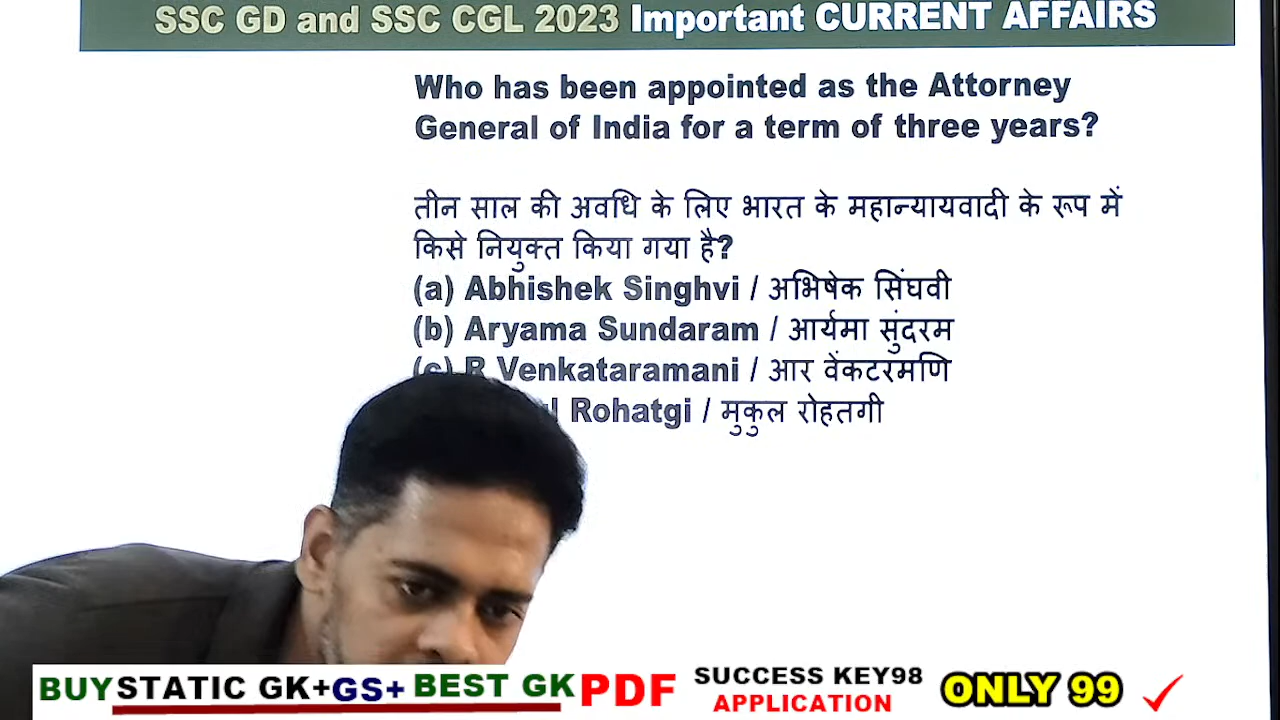 SSC GD and SSC CGL 2023 Important CURRENT AFFAIRS
Who has been appointed as the Attorney
General of India for a term of three years?
तीन साल की अवधि के लिए भारत के महान्यायवादी के रूप में
किसे नियुक्त किया गया है?
(a) Abhishek Singhvi / अभिषेक सिंघवी
(b) Aryama Sundaram / आर्यमा सुंदरम
(c) R Venkataramani / आर वेंकटरमणि
Rohatgi / मुकुल रोहतगी
BUY STATIC GK+GS+ BEST GK PDF
SUCCESS KEY98
APPLICATION
ONLY 99